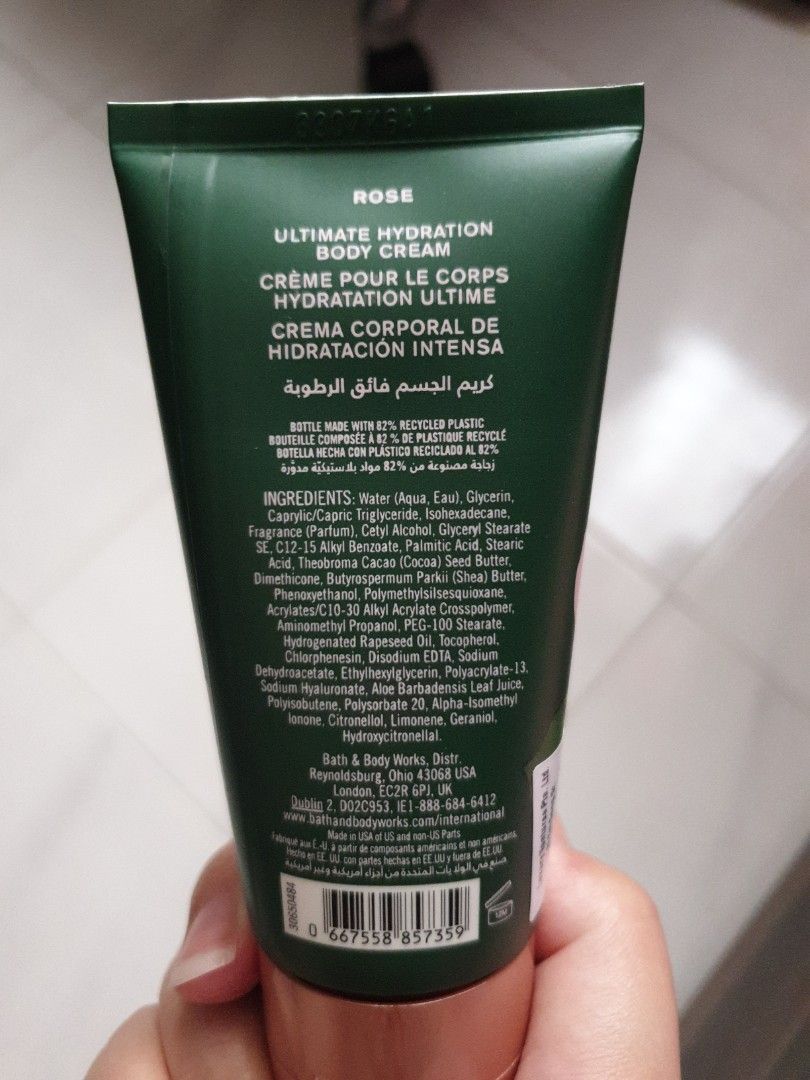 ROSE
ULTIMATE HYDRATION
BODY CREAM
CRÈME POUR LE CORPS
HYDRATATION ULTIME
CREMA CORPORAL DE
HIDRATACIÓN INTENSA
كريم الجسم فائق الرطوبة
BOTTLE MADE WITH 82% RECYCLED PLASTIC
BOUTEILLE COMPOSÉE À 82 % DE PLASTIQUE RECYCLÉ
BOTELLA HECHA CON PLÁSTICO RECICLADO AL 82%
زجاجة مصنوعة من 82% مواد بلاستيكيّة مدوّرة
INGREDIENTS: Water (Aqua, Eau), Glycerin,
Caprylic/Capric Triglyceride, Isohexadecane,
Fragrance (Parfum), Cetyl Alcohol, Glyceryl Stearate
SE, C12-15 Alkyl Benzoate, Palmitic Acid, Stearic
Acid, Theobroma Cacao (Cocoa) Seed Butter,
Dimethicone, Butyrospermum Parkii (Shea) Butter,
Phenoxyethanol, Polymethylsilsesquioxane,
Acrylates/C10-30 Alkyl Acrylate Crosspolymer,
Aminomethyl Propanol, PEG-100 Stearate,
Hydrogenated Rapeseed Oil, Tocopherol,
Chlorphenesin, Disodium EDTA, Sodium
Dehydroacetate, Ethylhexylglycerin, Polyacrylate-13,
Sodium Hyaluronate, Aloe Barbadensis Leaf Juice,
Polyisobutene, Polysorbate 20, Alpha-Isomethyl
Ionone, Citronellol, Limonene, Geraniol,
Hydroxycitronellal.
Bath & Body Works, Distr.
Reynoldsburg, Ohio 43068 USA
London, EC2R 6PJ, UK
Dublin 2, D02C953, IE1-888-684-6412
www.bathandbodyworks.com/international
Made in USA of US and non-US Parts
Fabriqué aux É.-U. à partir de composants américains et non américains
Hecho en EE. UU. con partes hechas en EE.UU y fuera de EE.UU.
صنع في الولايات المتحدة من أجزاء أمريكية وغير أمريكية
30650484
0 667558 857359
12M